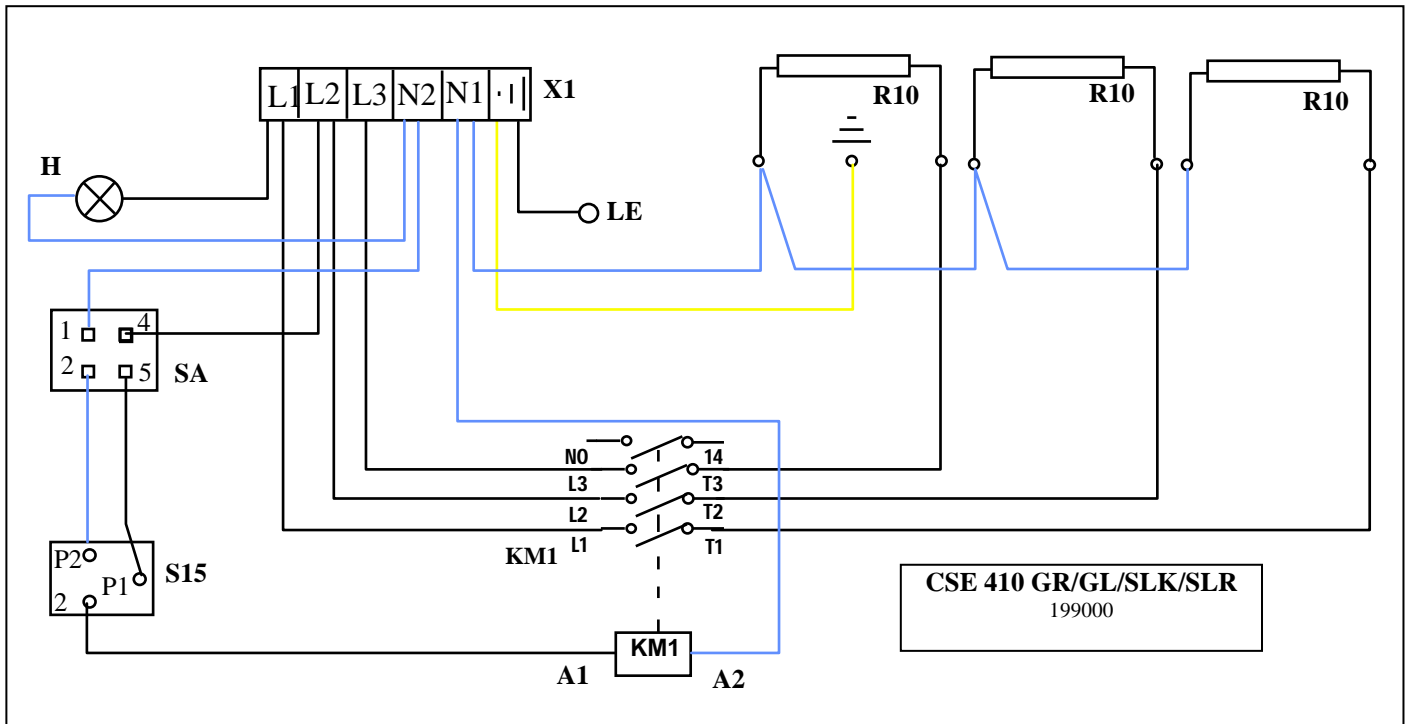 L1 L2 L3 N2 N1 X1
R10 R10 R10
H
LE
1 4
2 5 SA
NO 14
L3 T3
L2 T2
L1 T1
KM1
P2
P1 S15
2
CSE 410 GR/GL/SLK/SLR
199000
KM1
A1 A2